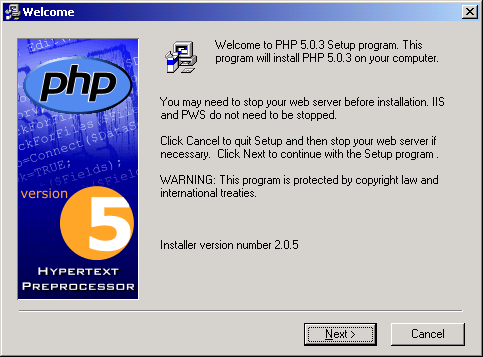 Welcome
Welcome to PHP 5.0.3 Setup program. This
program will install PHP 5.0.3 on your computer.
php
You may need to stop your web server before installation. IIS
and PWS do not need to be stopped.
Click Cancel to quit Setup and then stop your web server if
necessary. Click Next to continue with the Setup program .
WARNING: This program is protected by copyright law and
international treaties.
version
5
Installer version number 2.0.5
HYPERTEXT
PREPROCESSOR
Next >
Cancel